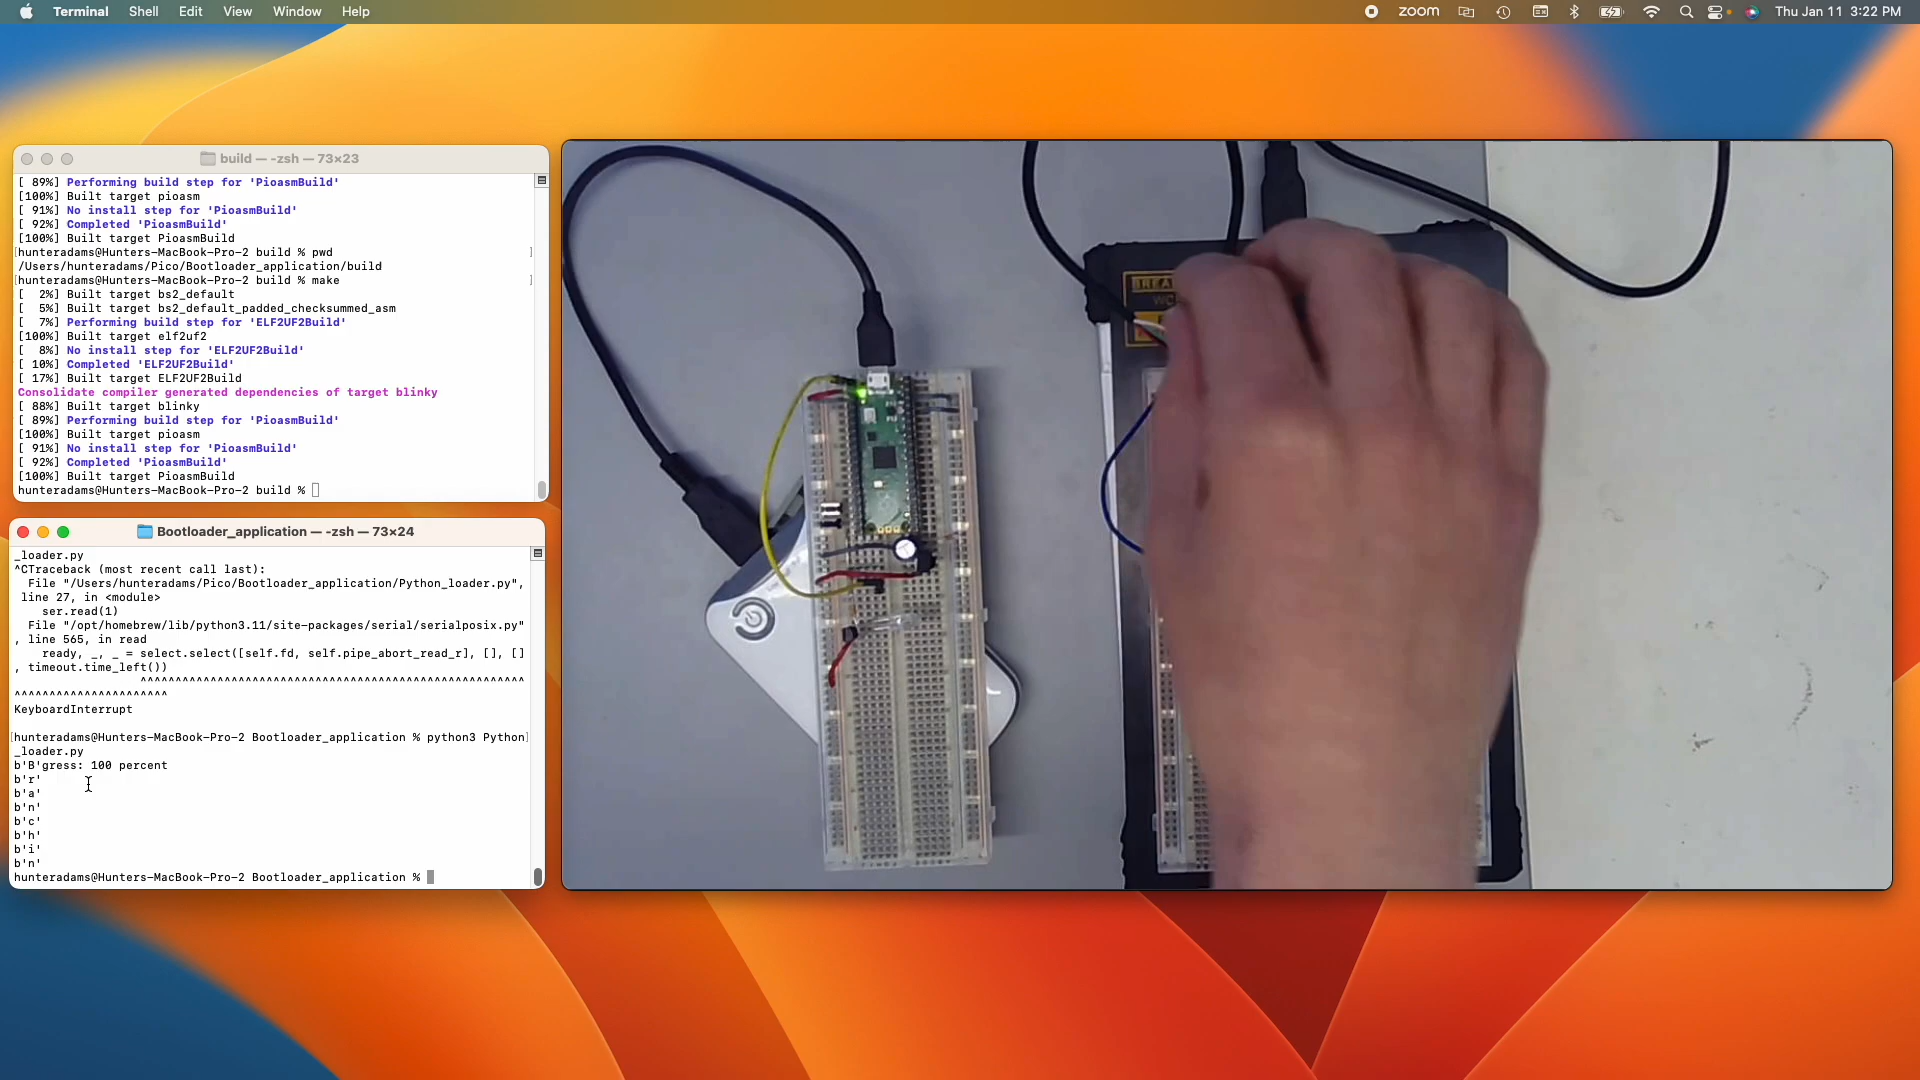 Terminal Shell Edit View Window Help zoom Thu Jan 11 3:22 PM
build — -zsh — 73×23
[ 89%] Performing build step for 'PioasmBuild'
[100%] Built target pioasm
[ 91%] No install step for 'PioasmBuild'
[ 92%] Completed 'PioasmBuild'
[100%] Built target PioasmBuild
[hunteradams@Hunters-MacBook-Pro-2 build % pwd ]
/Users/hunteradams/Pico/Bootloader_application/build
[hunteradams@Hunters-MacBook-Pro-2 build % make ]
[ 2%] Built target bs2_default
[ 5%] Built target bs2_default_padded_checksummed_asm
[ 7%] Performing build step for 'ELF2UF2Build'
[100%] Built target elf2uf2
[ 8%] No install step for 'ELF2UF2Build'
[ 10%] Completed 'ELF2UF2Build'
[ 17%] Built target ELF2UF2Build
Consolidate compiler generated dependencies of target blinky
[ 88%] Built target blinky
[ 89%] Performing build step for 'PioasmBuild'
[100%] Built target pioasm
[ 91%] No install step for 'PioasmBuild'
[ 92%] Completed 'PioasmBuild'
[100%] Built target PioasmBuild
hunteradams@Hunters-MacBook-Pro-2 build %
Bootloader_application — -zsh — 73×24
_loader.py
^CTraceback (most recent call last):
File "/Users/hunteradams/Pico/Bootloader_application/Python_loader.py",
line 27, in <module>
ser.read(1)
File "/opt/homebrew/lib/python3.11/site-packages/serial/serialposix.py"
, line 565, in read
ready, _, _ = select.select([self.fd, self.pipe_abort_read_r], [], []
, timeout.time_left())
^^^^^^^^^^^^^^^^^^^^^^^^^^^^^^^^^^^^^^^^^^^^^^^^^^^^^^^
^^^^^^^^^^^^^^^^^^^^^^
KeyboardInterrupt
[hunteradams@Hunters-MacBook-Pro-2 Bootloader_application % python3 Python]
_loader.py
b'B'gress: 100 percent
b'r'
b'a'
b'n'
b'c'
b'h'
b'i'
b'n'
hunteradams@Hunters-MacBook-Pro-2 Bootloader_application %